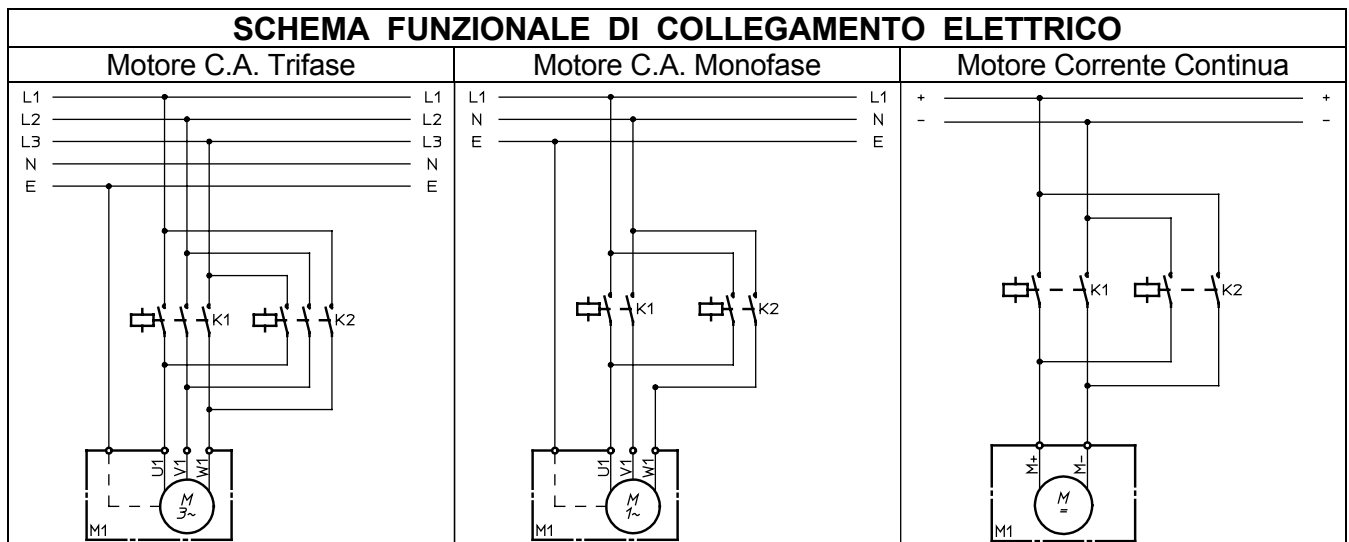 SCHEMA FUNZIONALE DI COLLEGAMENTO ELETTRICO
Motore C.A. Trifase
L1 L1
L2 L2
L3 L3
N N
E E
K1 K2
U1 V1 W1
M
3~
M1
Motore C.A. Monofase
L1 L1
N N
E E
K1 K2
U1 V1 W1
M
1~
M1
Motore Corrente Continua
+ +
- -
K1 K2
M+ M-
M
=
M1